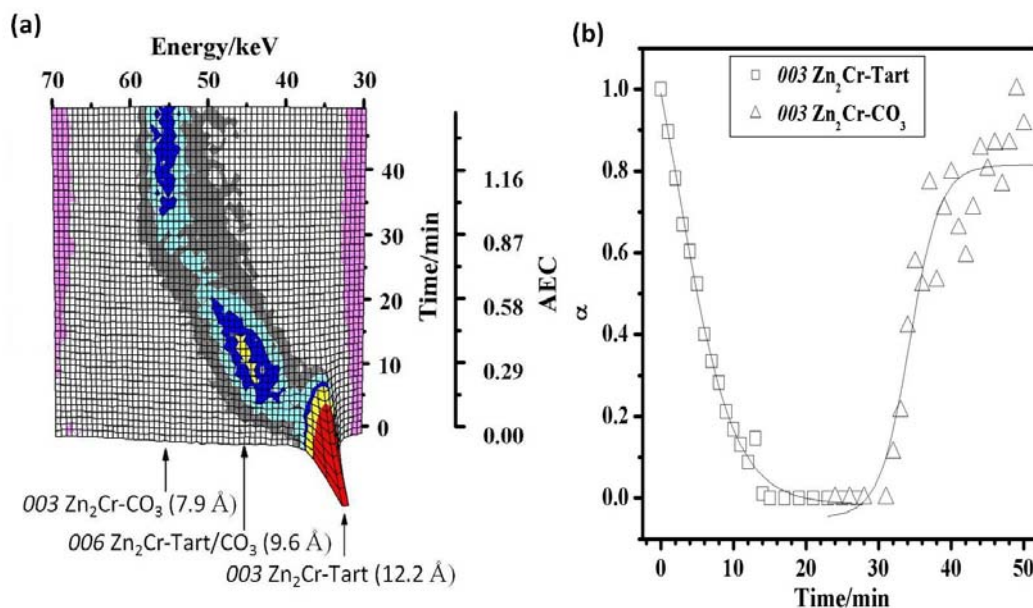 (a)
Energy/keV
70 60 50 40 30
40
30
20
10
0
Time/min
1.16
0.87
0.58
0.29
0.00
AEC
003 Zn₂Cr-CO₃ (7.9 Å)
006 Zn₂Cr-Tart/CO₃ (9.6 Å)
003 Zn₂Cr-Tart (12.2 Å)
(b)
003 Zn₂Cr-Tart
003 Zn₂Cr-CO₃
1.0
0.8
0.6
0.4
0.2
0.0
α
0 10 20 30 40 50
Time/min